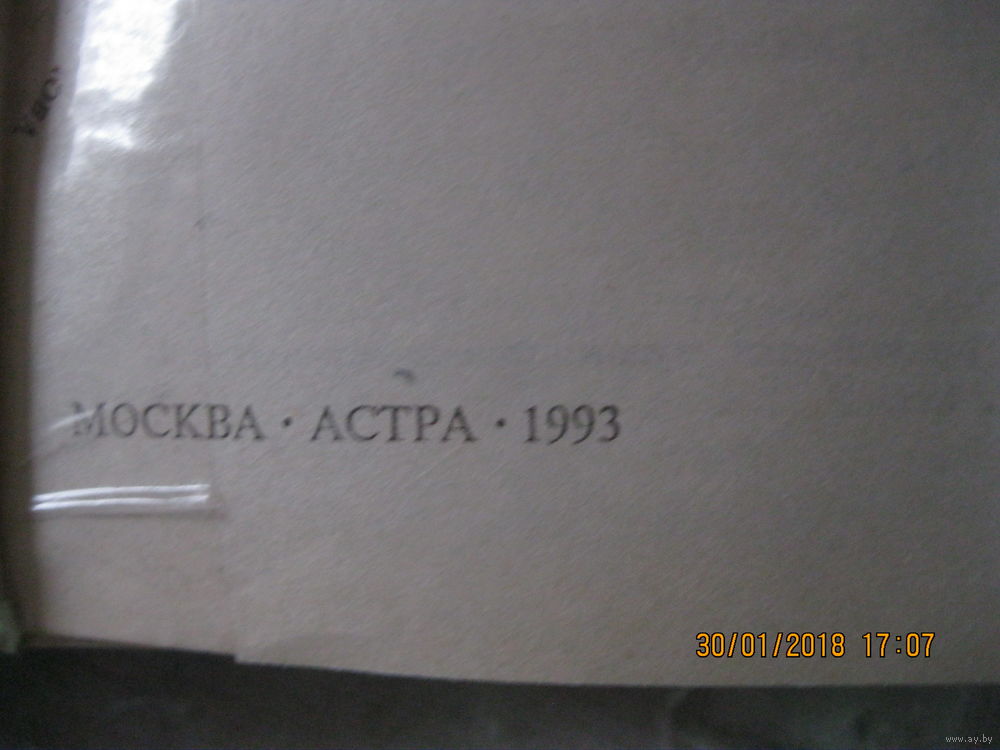 МОСКВА · АСТРА · 1993
30/01/2018 17:07
www.ay.by